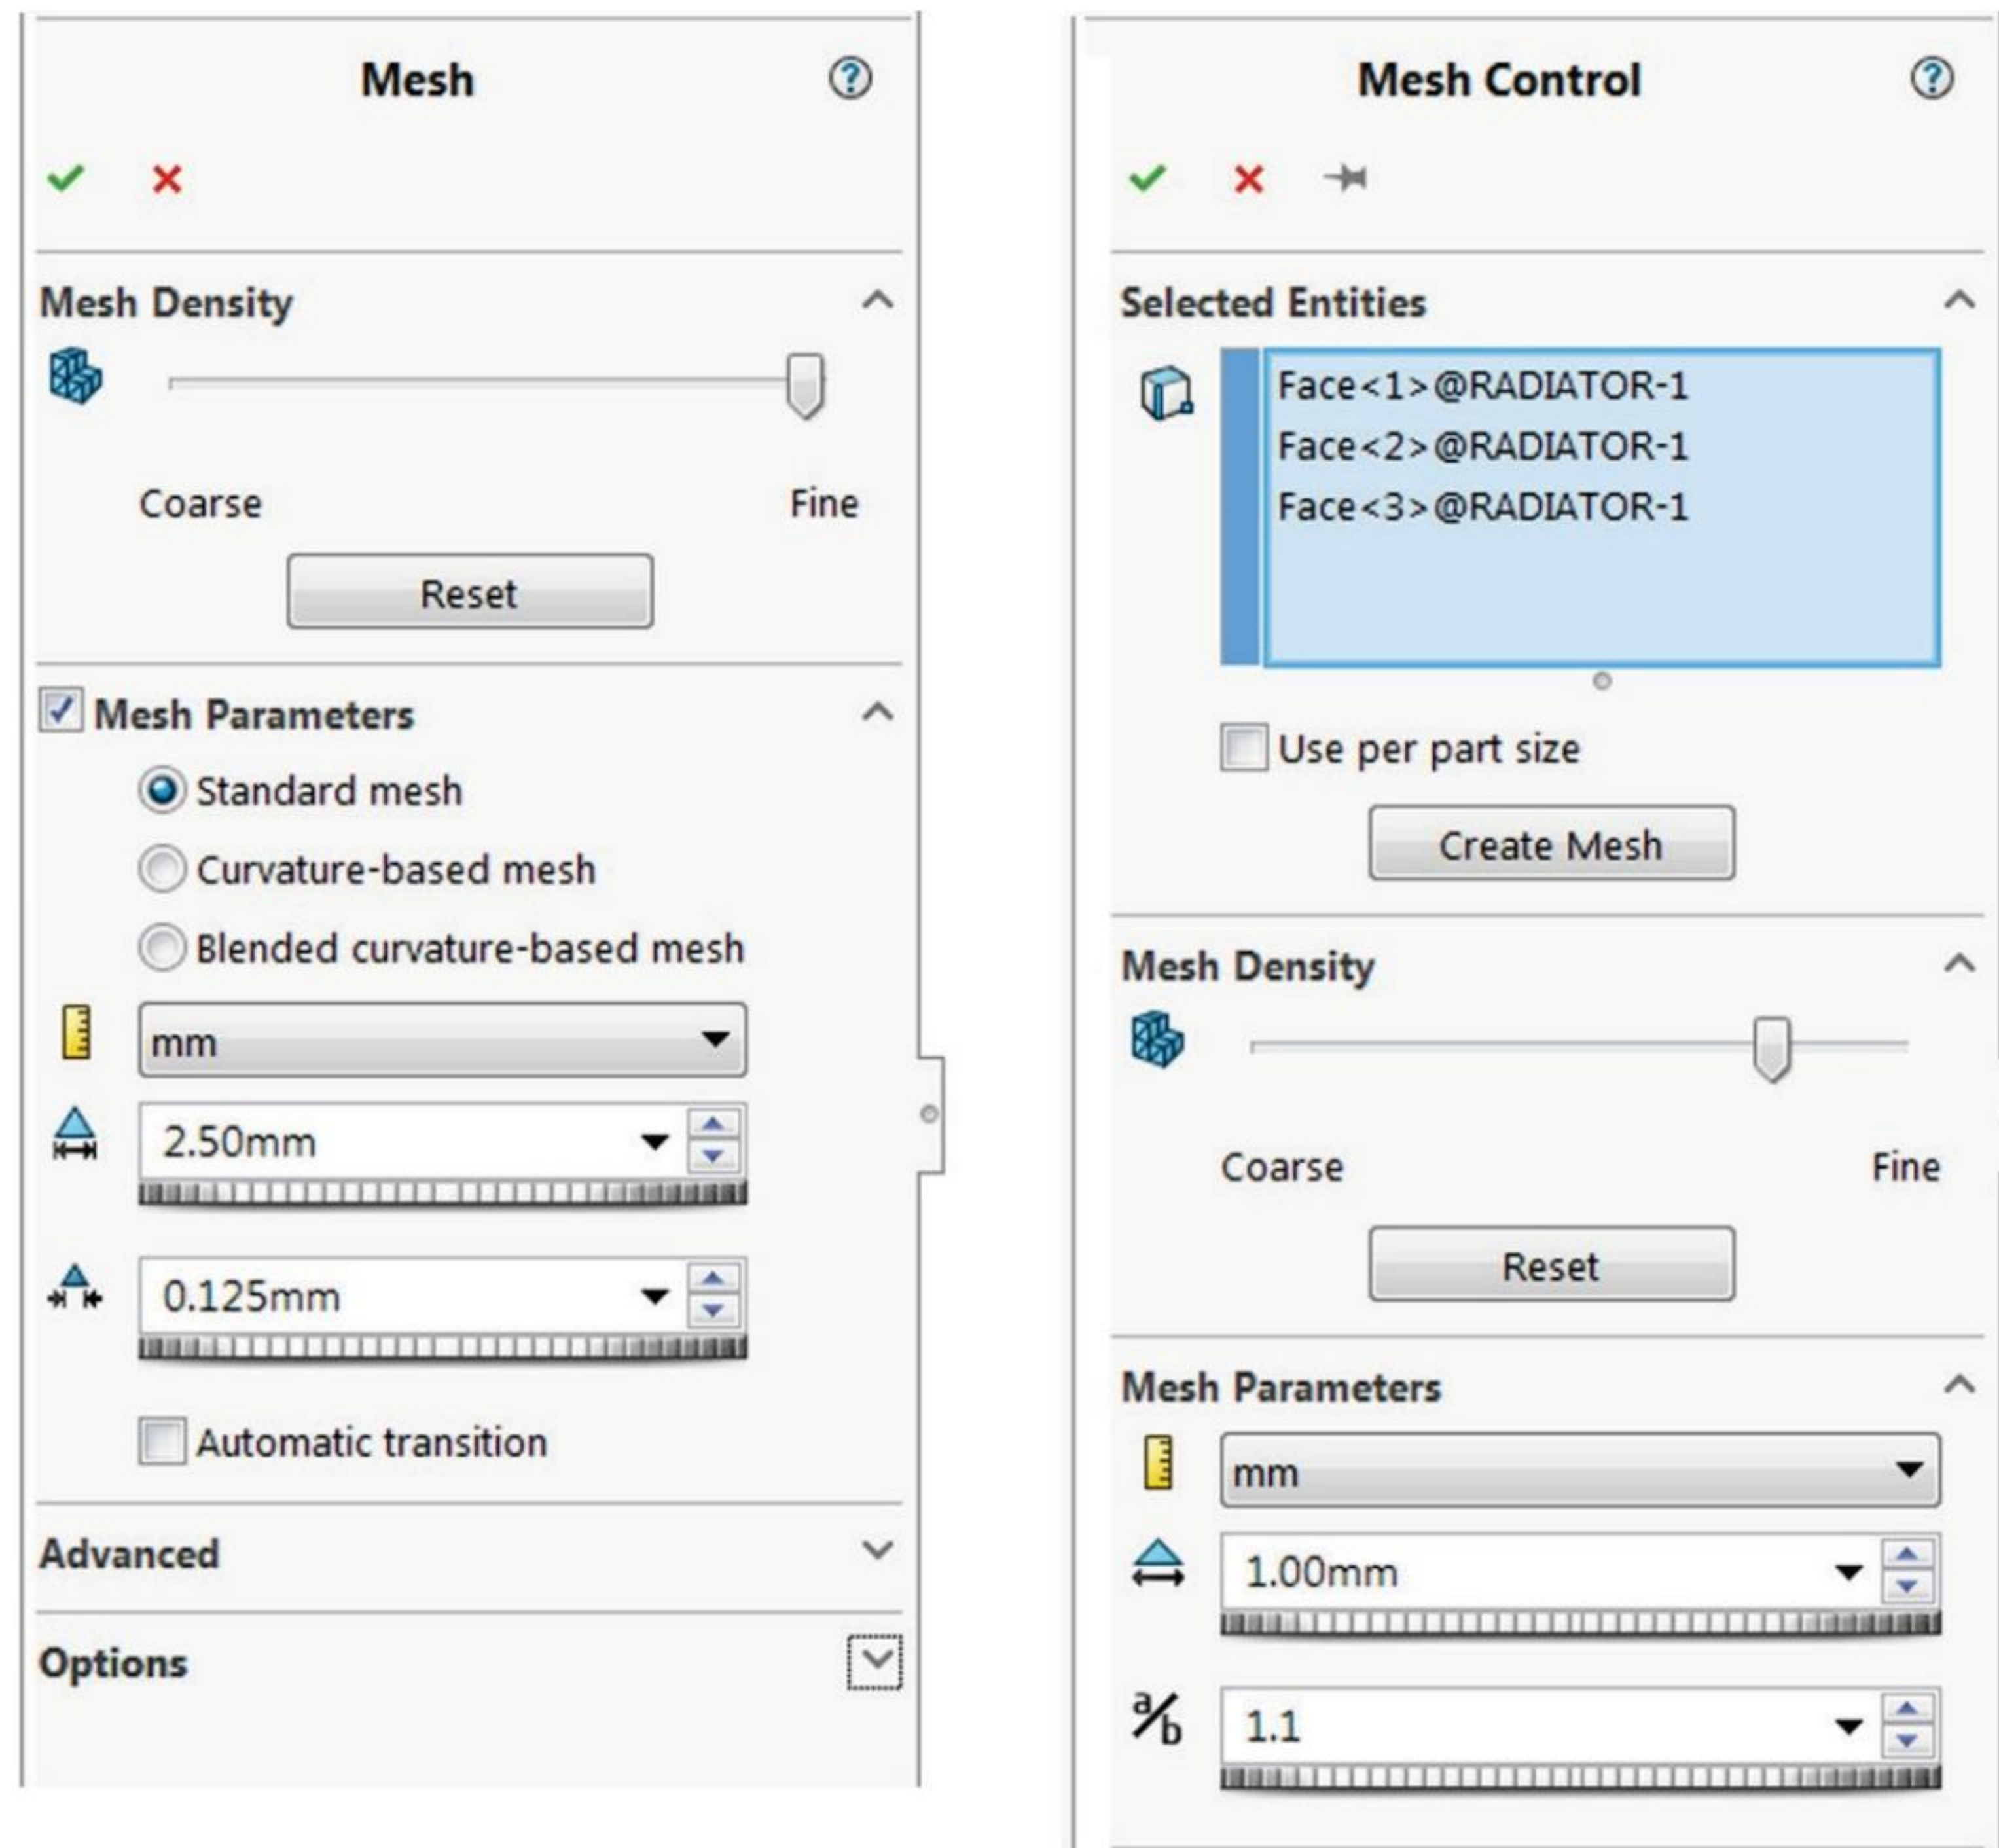 Mesh
?
Mesh Density
Coarse
Fine
Reset
Mesh Parameters
Standard mesh
Curvature-based mesh
Blended curvature-based mesh
mm
2.50mm
0.125mm
Automatic transition
Advanced
Options
Mesh Control
?
Selected Entities
Face<1>@RADIATOR-1
Face<2>@RADIATOR-1
Face<3>@RADIATOR-1
Use per part size
Create Mesh
Mesh Density
Coarse
Fine
Reset
Mesh Parameters
mm
1.00mm
a/b
1.1